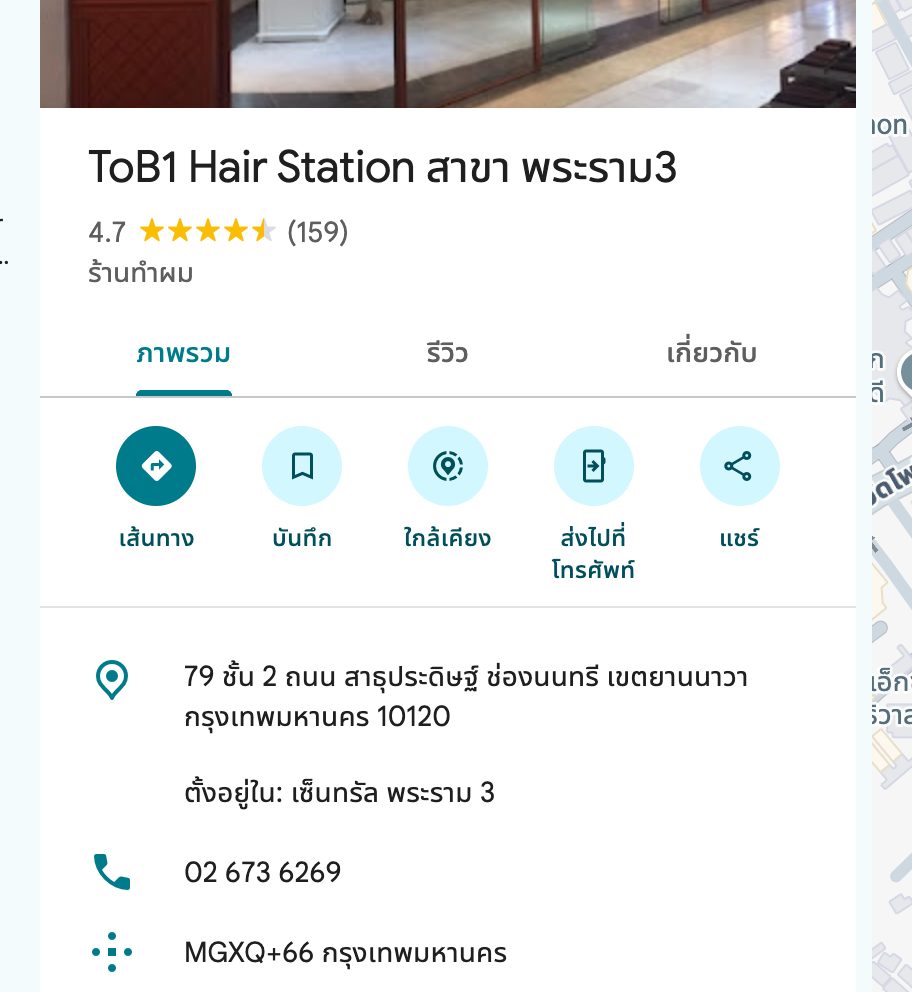 ToB1 Hair Station สาขา พระราม3
4.7 (159)
ร้านทำผม
ภาพรวม
รีวิว
เกี่ยวกับ
เส้นทาง
บันทึก
ใกล้เคียง
ส่งไปที่
โทรศัพท์
แชร์
79 ชั้น 2 ถนน สาธุประดิษฐ์ ช่องนนทรี เขตยานนาวา
กรุงเทพมหานคร 10120
ตั้งอยู่ใน: เซ็นทรัล พระราม 3
02 673 6269
MGXQ+66 กรุงเทพมหานคร